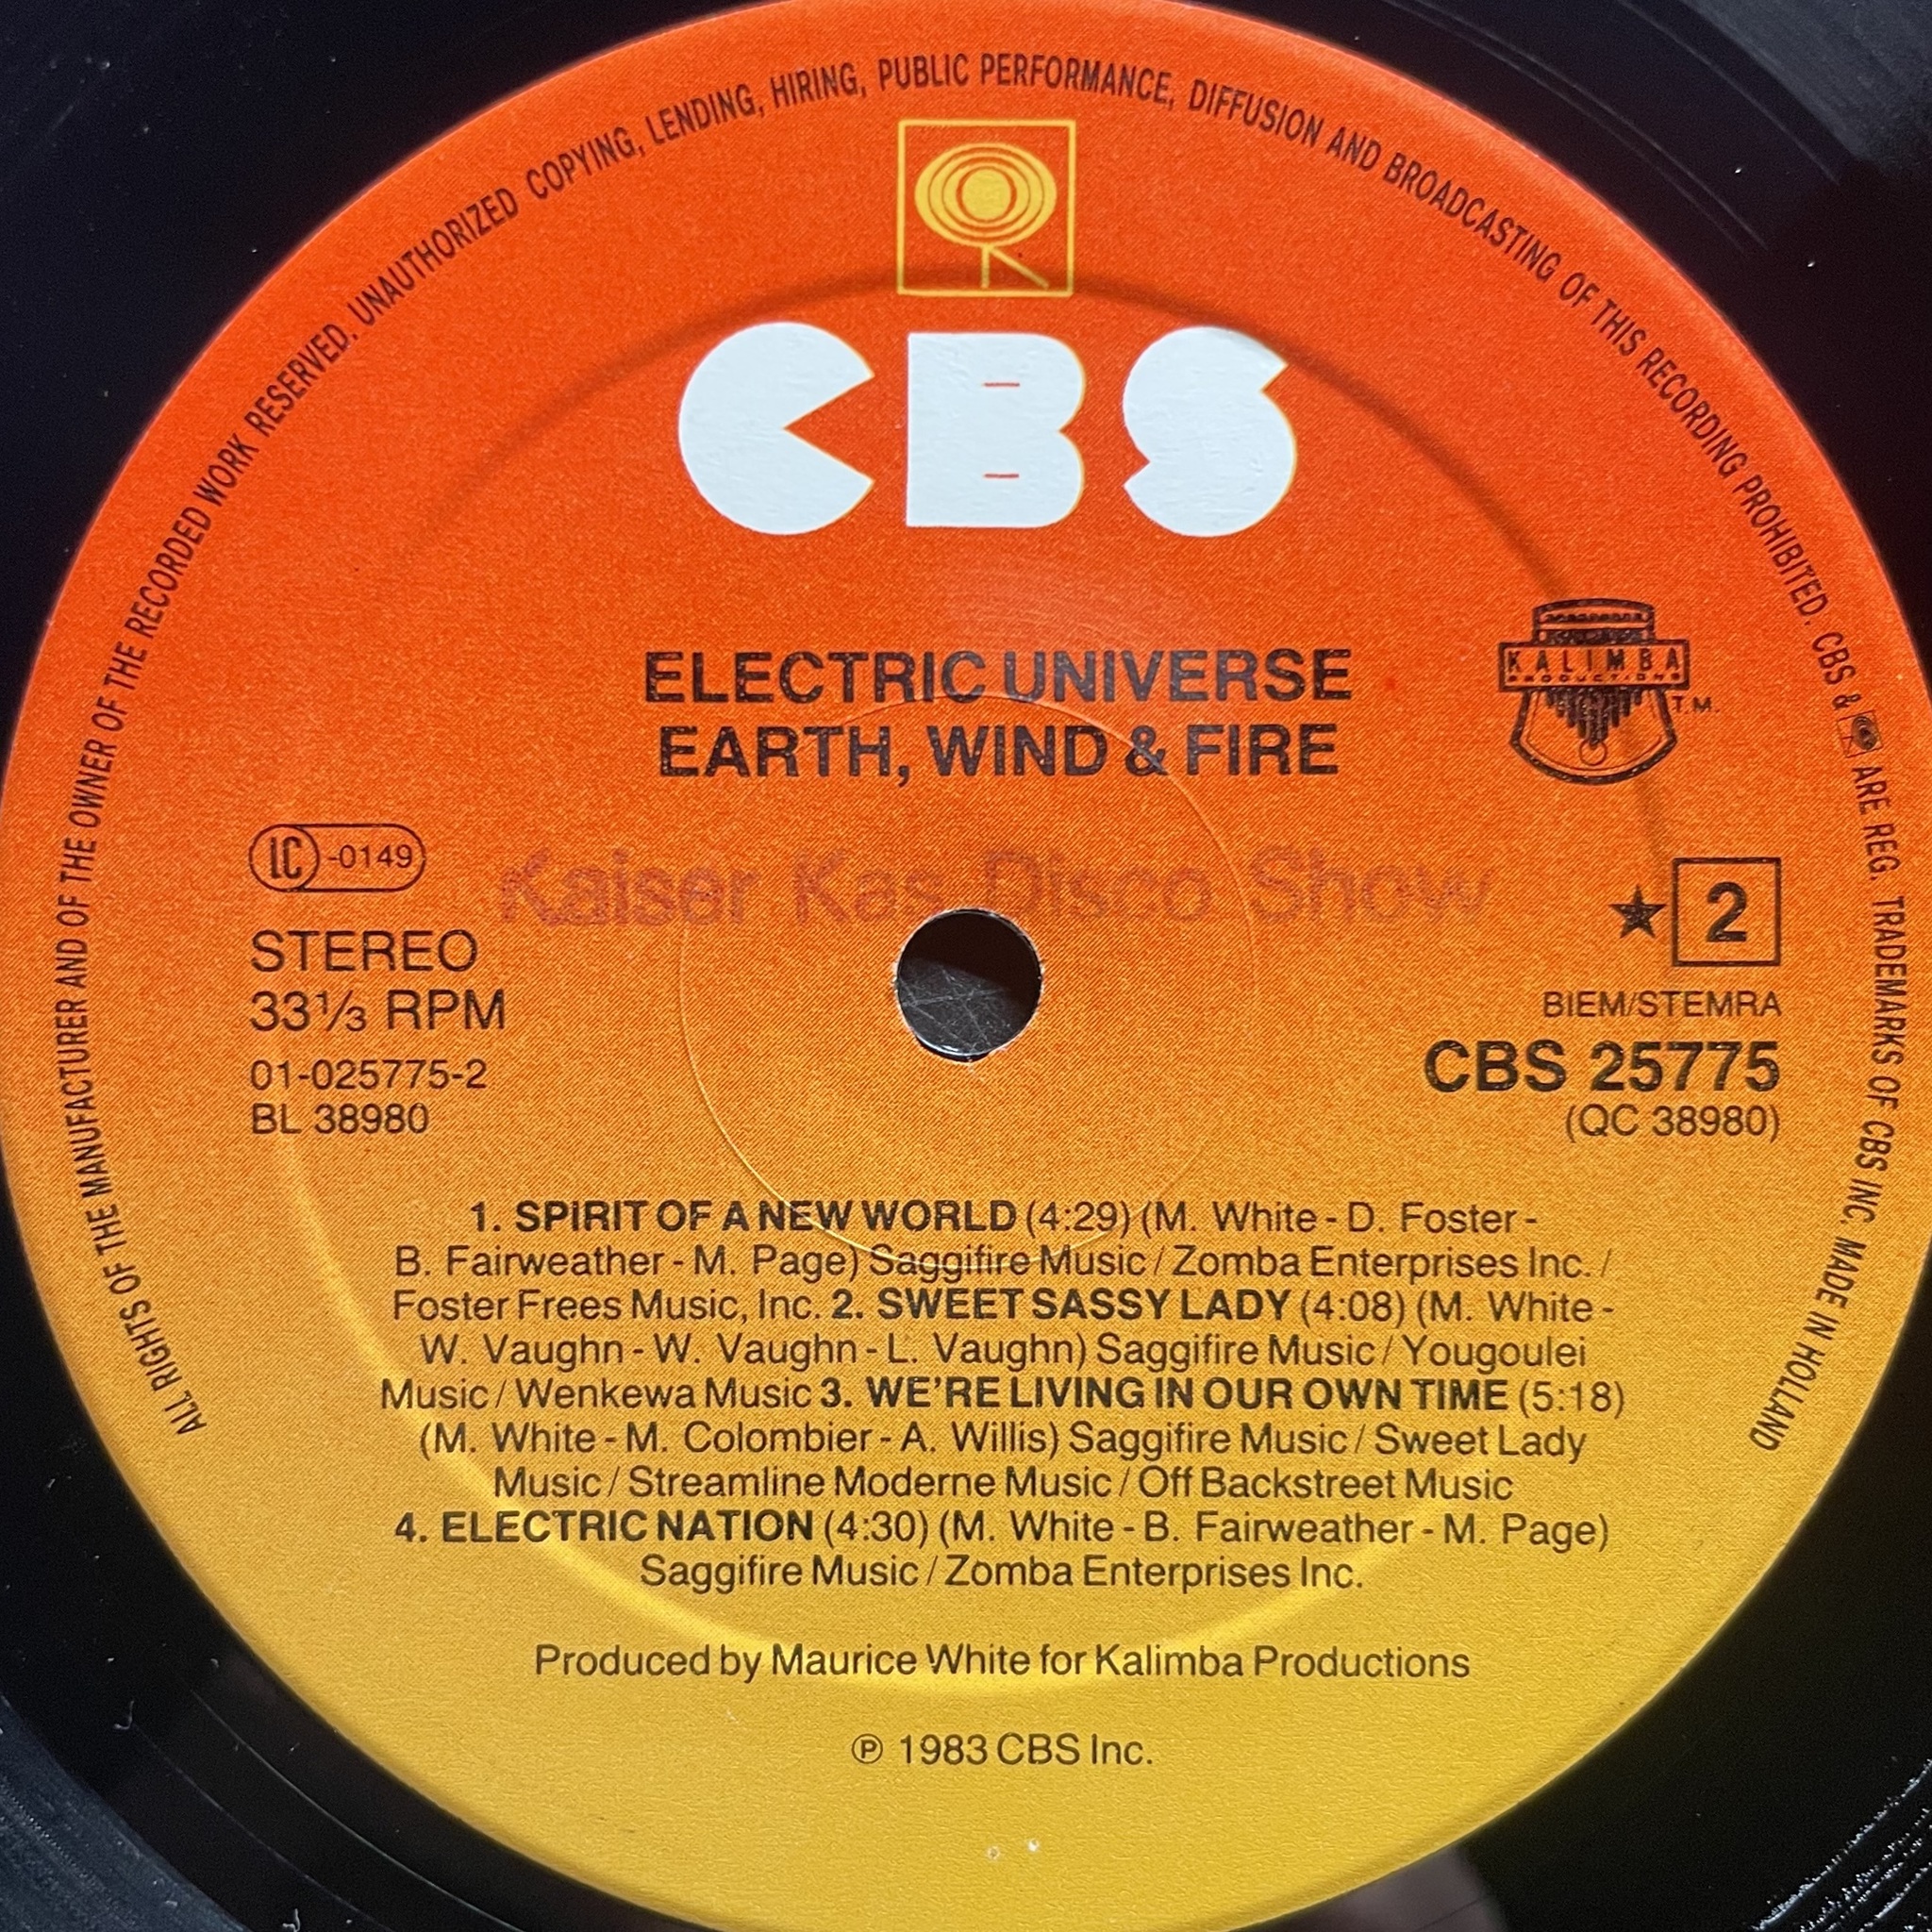 ALL RIGHTS OF THE MANUFACTURER AND OF THE OWNER OF THE RECORDED WORK RESERVED. UNAUTHORIZED COPYING, LENDING, HIRING, PUBLIC PERFORMANCE, DIFFUSION AND BROADCASTING OF THIS RECORDING PROHIBITED. CBS & ARE REG. TRADEMARKS OF CBS INC. MADE IN HOLLAND
CBS
ELECTRIC UNIVERSE
EARTH, WIND & FIRE
KALIMBA
PRODUCTIONS
T.M.
LC-0149
Kaiser Kas Disco Show
STEREO
33⅓ RPM
01-025775-2
BL 38980
★ 2
BIEM/STEMRA
CBS 25775
(QC 38980)
1. SPIRIT OF A NEW WORLD (4:29) (M. White - D. Foster -
B. Fairweather - M. Page) Saggifire Music / Zomba Enterprises Inc. /
Foster Frees Music, Inc. 2. SWEET SASSY LADY (4:08) (M. White -
W. Vaughn - W. Vaughn - L. Vaughn) Saggifire Music / Yougoulei
Music / Wenkewa Music 3. WE'RE LIVING IN OUR OWN TIME (5:18)
(M. White - M. Colombier - A. Willis) Saggifire Music / Sweet Lady
Music / Streamline Moderne Music / Off Backstreet Music
4. ELECTRIC NATION (4:30) (M. White - B. Fairweather - M. Page)
Saggifire Music / Zomba Enterprises Inc.
Produced by Maurice White for Kalimba Productions
℗ 1983 CBS Inc.